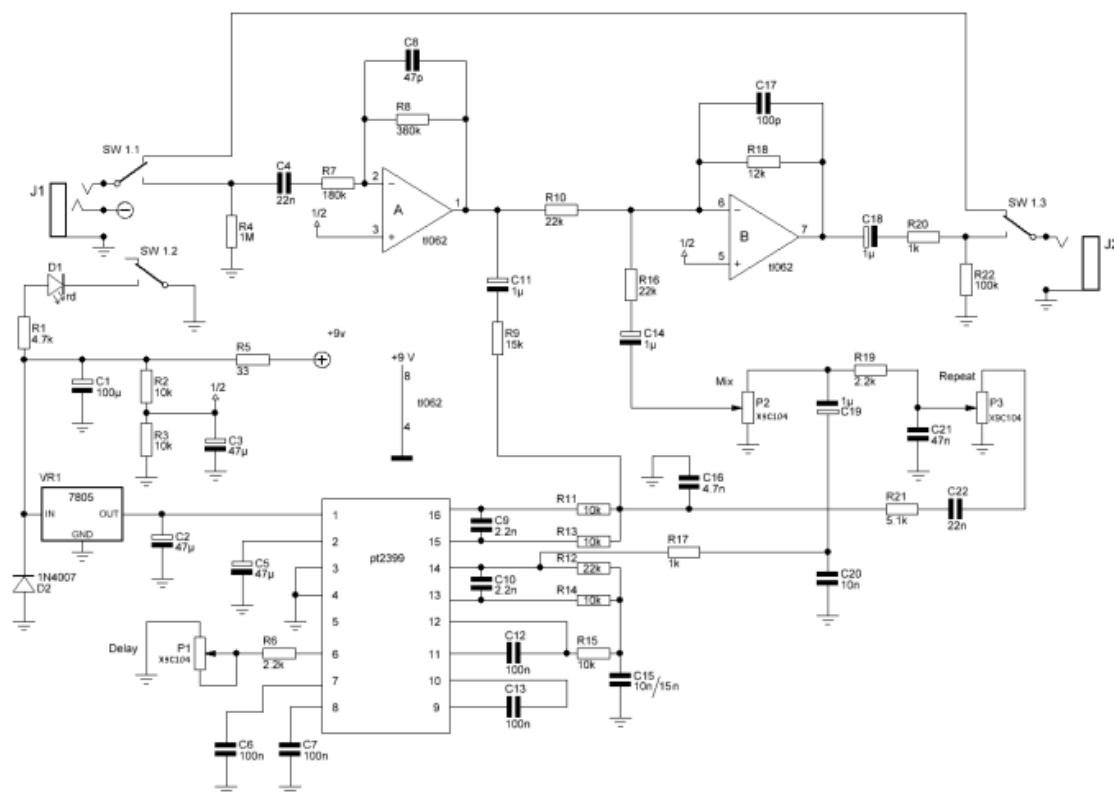 C8
47p
R8
380k
C17
100p
R18
12k
SW 1.1
J1
C4
22n
R7
180k
2
−
A
1
3
+
1/2
tl062
R4
1M
R10
22k
6
−
B
7
5
+
1/2
tl062
C18
1µ
R20
1k
SW 1.3
J2
R22
100k
SW 1.2
D1
rd
R1
4.7k
C11
1µ
R9
15k
R16
22k
C14
1µ
+9v
R5
33
C1
100µ
R2
10k
1/2
R3
10k
C3
47µ
+9 V
8
tl062
4
Mix
P2
X9C104
R19
2.2k
1µ
C19
Repeat
P3
X9C104
C21
47n
VR1
7805
IN
OUT
GND
C2
47µ
C5
47µ
1N4007
D2
pt2399
1
2
3
4
5
6
7
8
16
15
14
13
12
11
10
9
C9
2.2n
R11
10k
R13
10k
C16
4.7n
R21
5.1k
C22
22n
R17
1k
C20
10n
C10
2.2n
R12
22k
R14
10k
C12
100n
R15
10k
C13
100n
C15
10n/15n
Delay
P1
X9C104
R6
2.2k
C6
100n
C7
100n